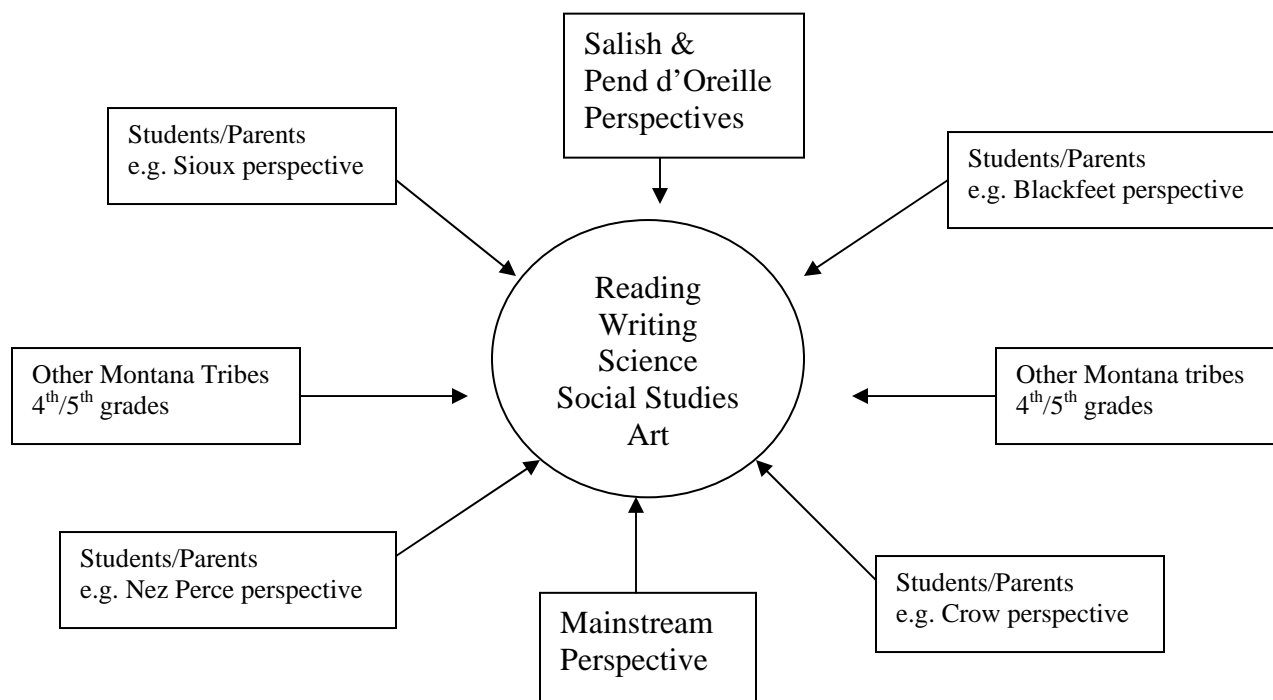 Salish &
Pend d’Oreille
Perspectives
Students/Parents
e.g. Sioux perspective
Students/Parents
e.g. Blackfeet perspective
Reading
Writing
Science
Social Studies
Art
Other Montana Tribes
4th/5th grades
Other Montana tribes
4th/5th grades
Students/Parents
e.g. Nez Perce perspective
Mainstream
Perspective
Students/Parents
e.g. Crow perspective